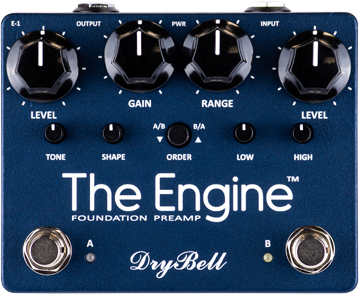 E-1 OUTPUT PWR INPUT
LEVEL GAIN RANGE LEVEL
A/B B/A
TONE SHAPE ORDER LOW HIGH
The Engine™
FOUNDATION PREAMP
A B
DryBell